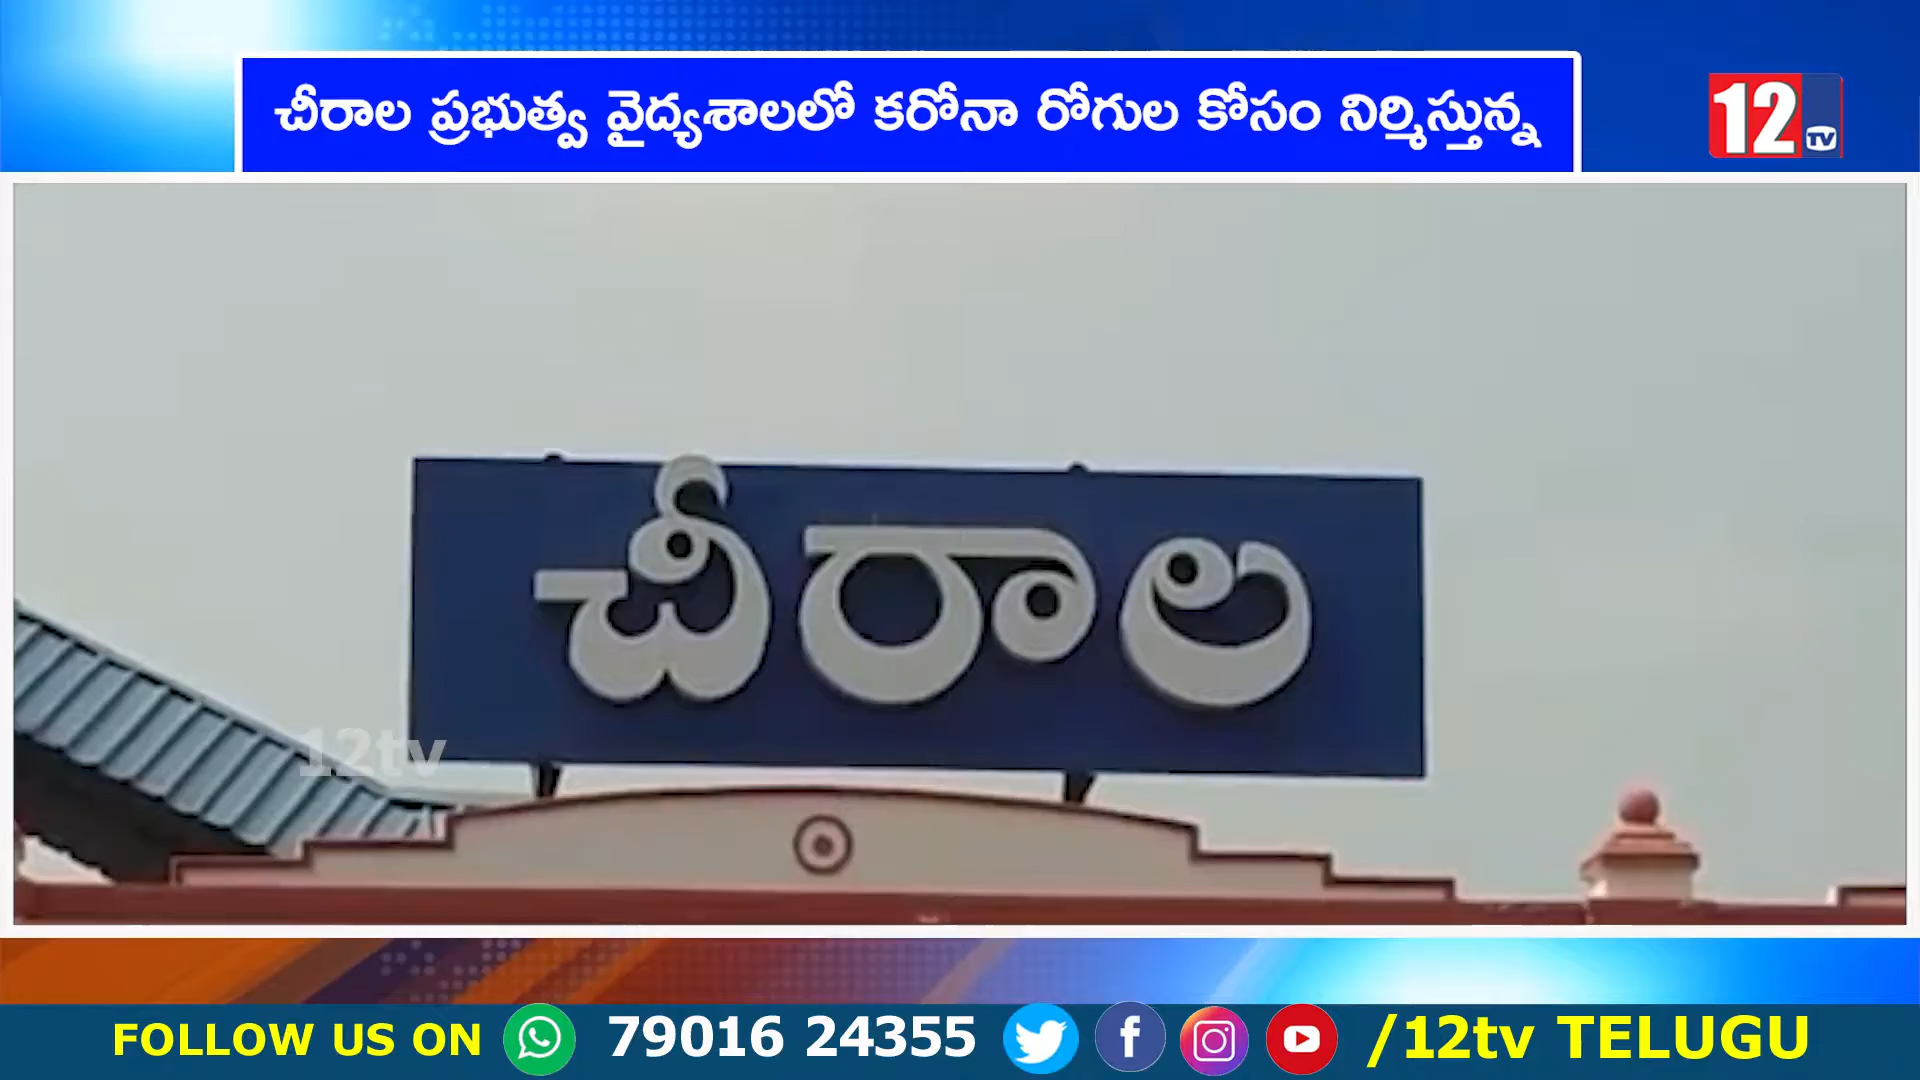 చీరాల ప్రభుత్వ వైద్యశాలలో కరోనా రోగుల కోసం నిర్మిస్తున్న
12 TV
చీరాల
12tv
FOLLOW US ON 79016 24355 /12tv TELUGU